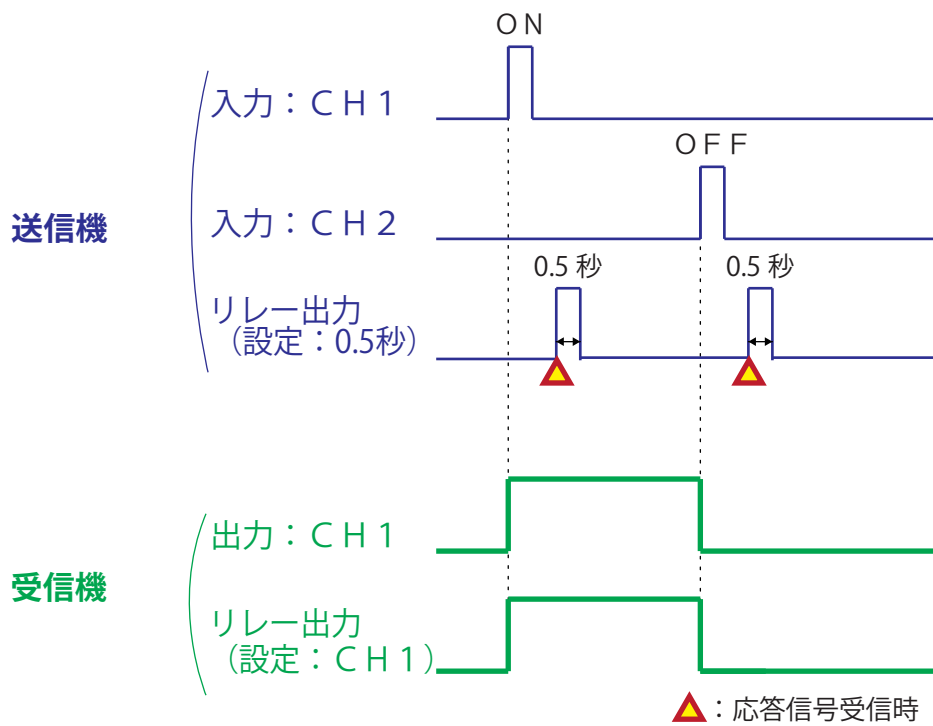 ＯＮ
入力：ＣＨ１
ＯＦＦ
送信機
入力：ＣＨ２
0.5 秒
0.5 秒
リレー出力
（設定：0.5秒）
出力：ＣＨ１
受信機
リレー出力
（設定：ＣＨ１）
：応答信号受信時